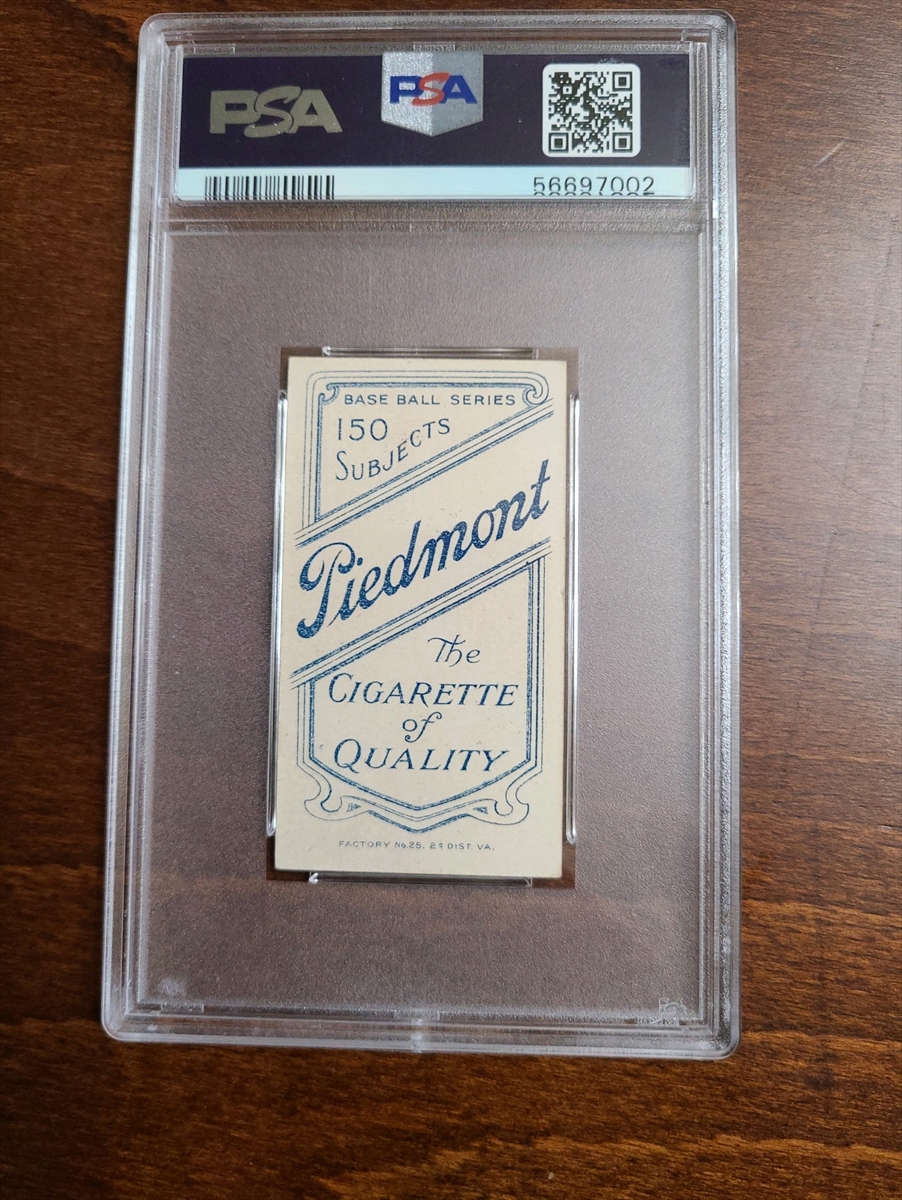 PSA
PSA
56697002
BASE BALL SERIES
150
SUBJECTS
Piedmont
The
CIGARETTE
of
QUALITY
FACTORY No. 25, 2d DIST. VA.